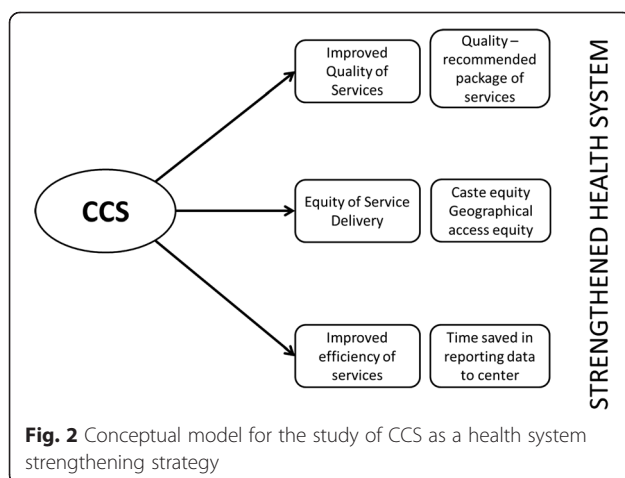 Improved
Quality of
Services
Quality –
recommended
package of
services
CCS
Equity of Service
Delivery
Caste equity
Geographical
access equity
Improved
efficiency of
services
Time saved in
reporting data
to center
STRENGTHENED HEALTH SYSTEM
Fig. 2 Conceptual model for the study of CCS as a health system
strengthening strategy